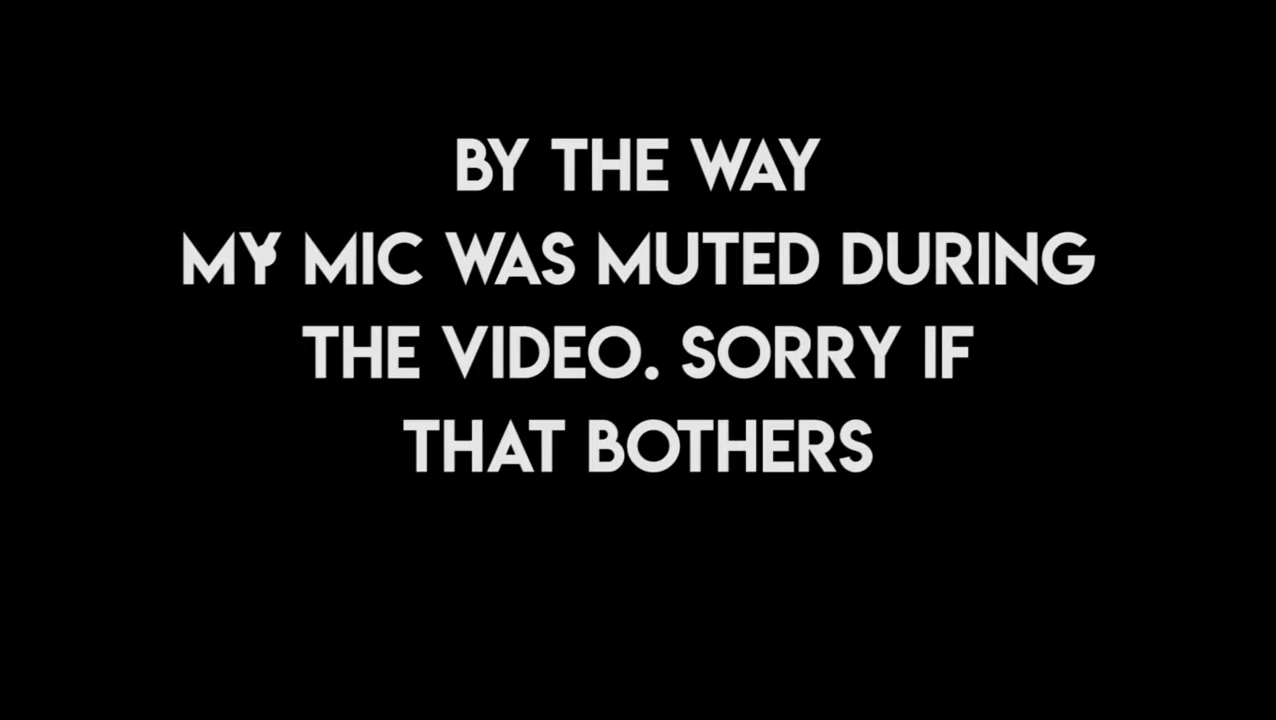 BY THE WAY
MY MIC WAS MUTED DURING
THE VIDEO. SORRY IF
THAT BOTHERS